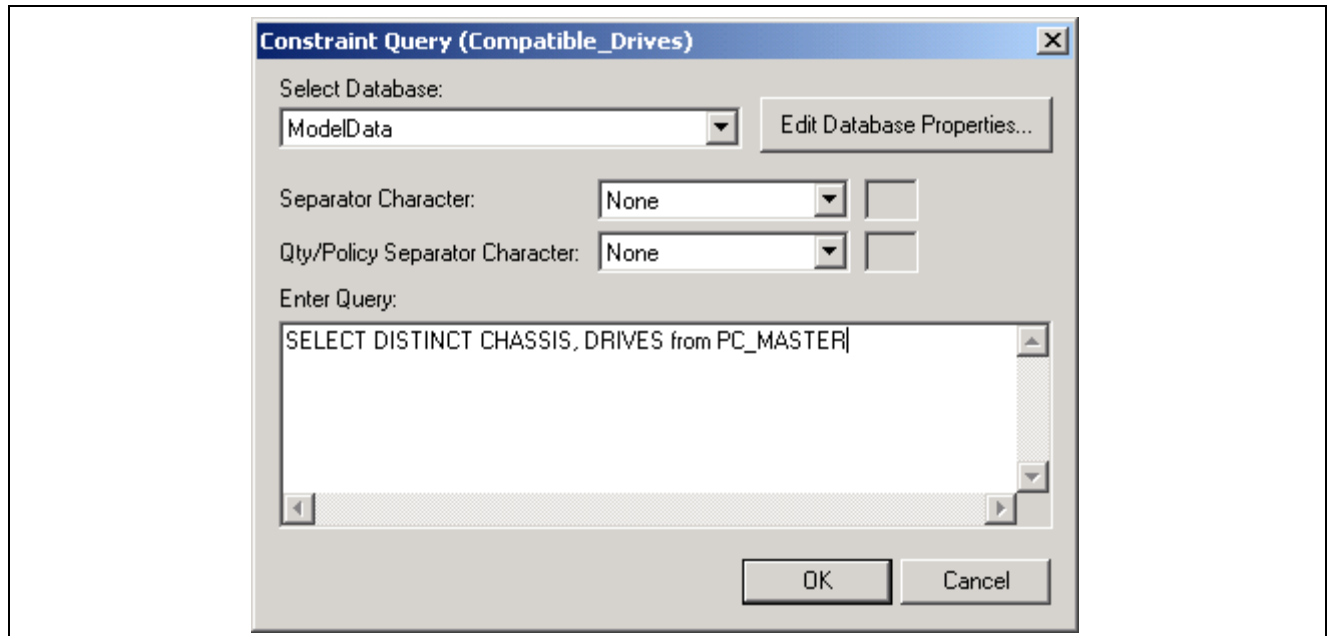 Constraint Query (Compatible_Drives)
Select Database:
ModelData
Edit Database Properties...
Separator Character:
None
Qty/Policy Separator Character:
None
Enter Query:
SELECT DISTINCT CHASSIS, DRIVES from PC_MASTER
OK
Cancel